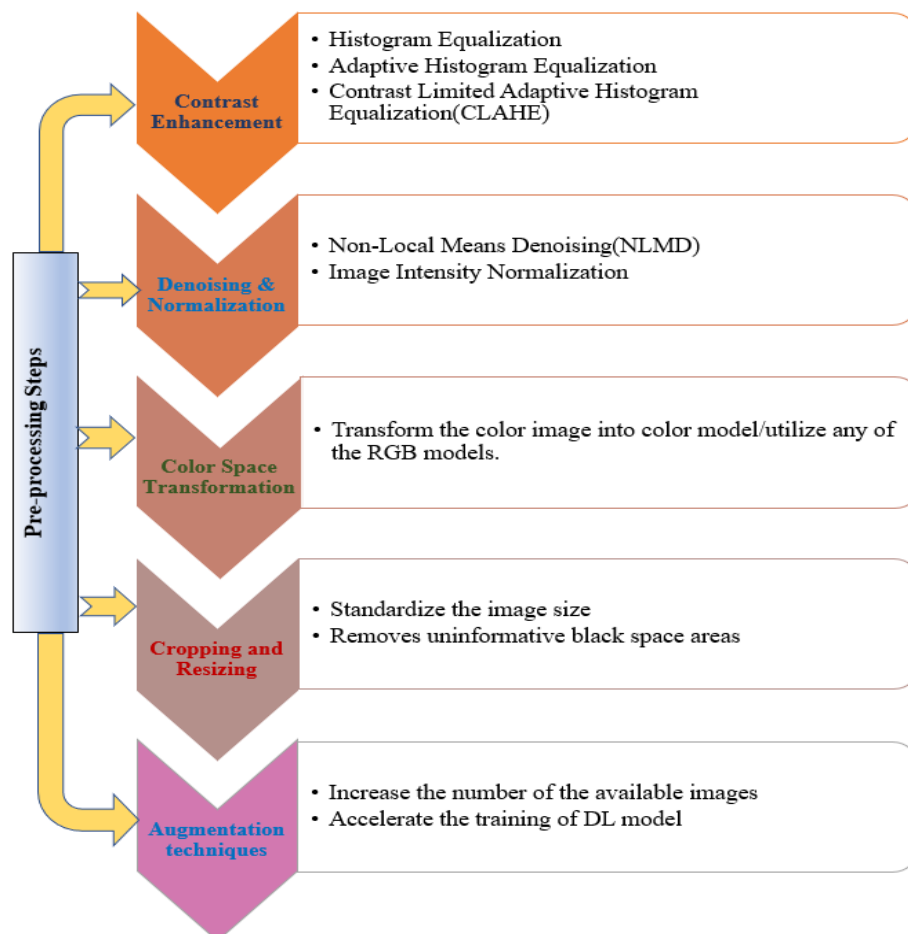 Pre-processing Steps
Contrast
Enhancement
• Histogram Equalization
• Adaptive Histogram Equalization
• Contrast Limited Adaptive Histogram
Equalization(CLAHE)
Denoising &
Normalization
• Non-Local Means Denoising(NLMD)
• Image Intensity Normalization
Color Space
Transformation
• Transform the color image into color model/utilize any of
the RGB models.
Cropping and
Resizing
• Standardize the image size
• Removes uninformative black space areas
Augmentation
techniques
• Increase the number of the available images
• Accelerate the training of DL model